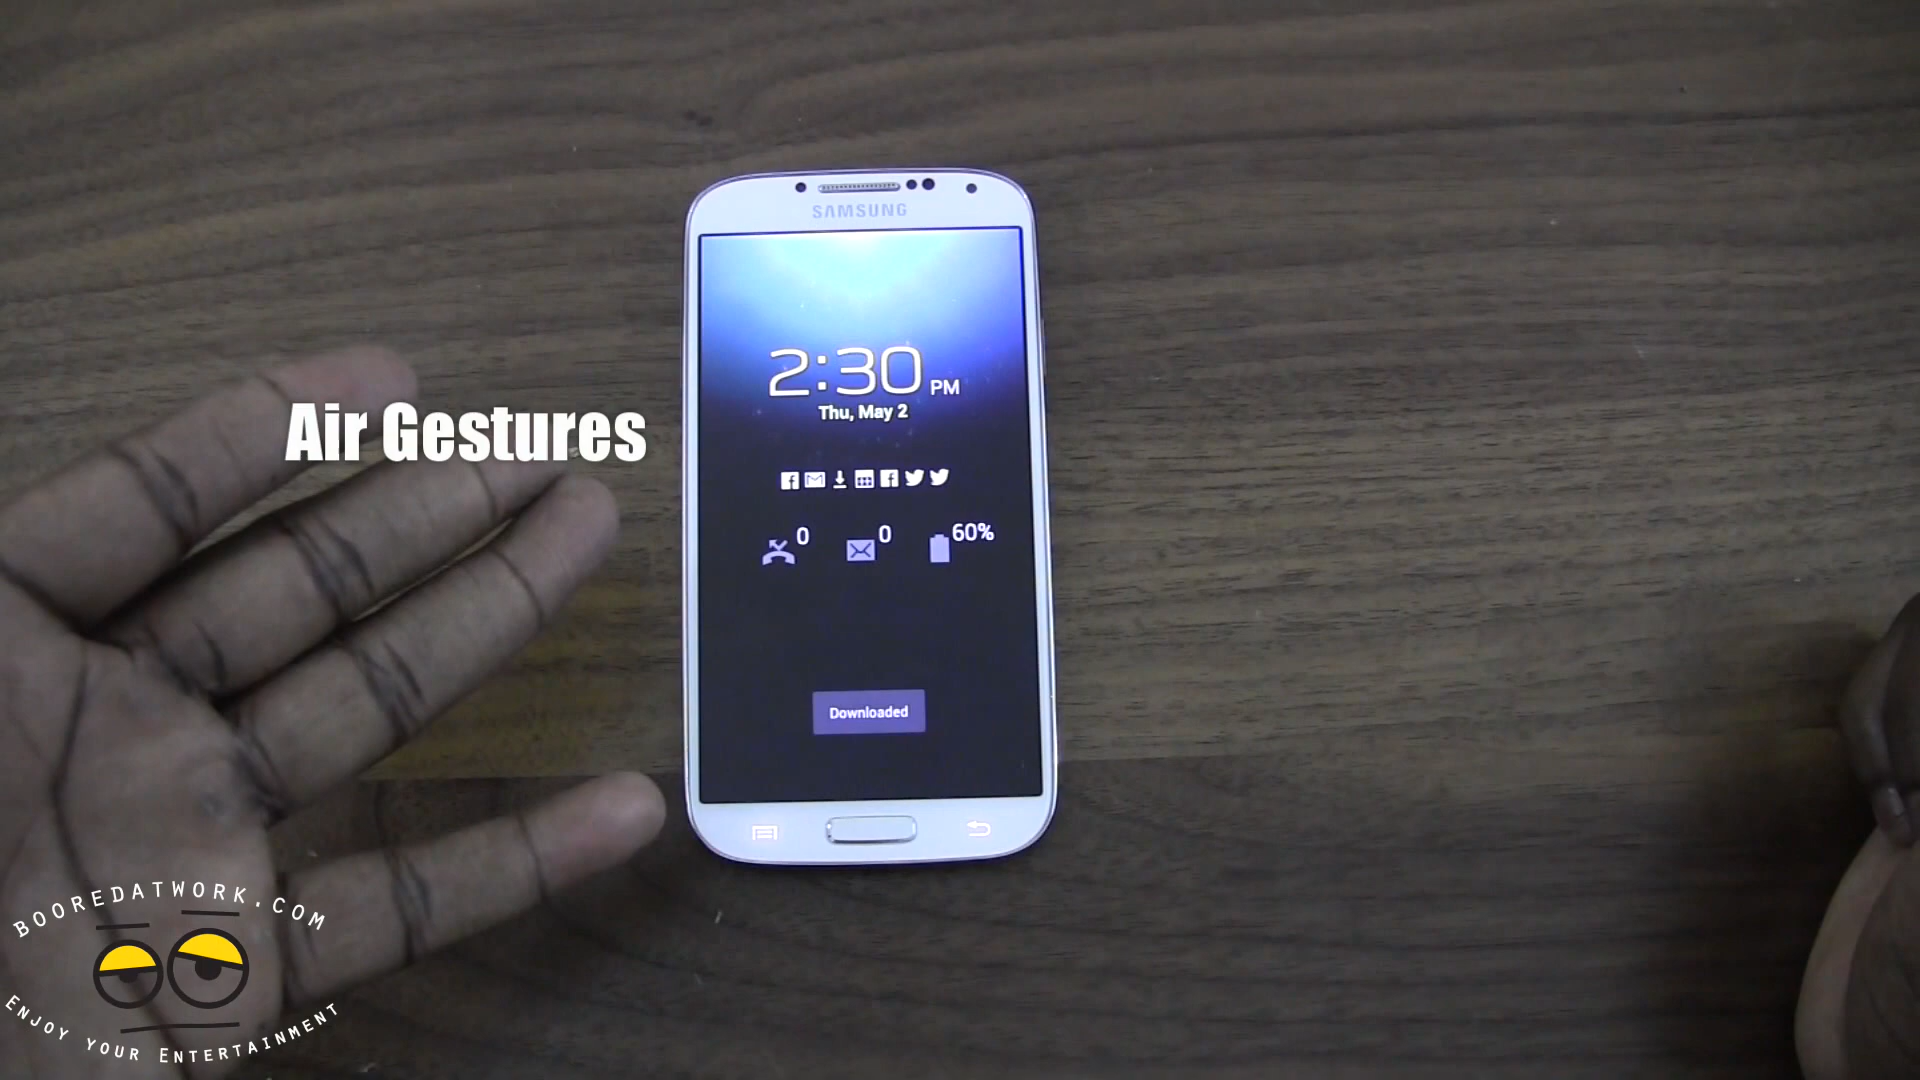 SAMSUNG
2:30 PM
Thu, May 2
Air Gestures
0 0 60%
Downloaded
BOOREDATWORK.COM
ENJOY YOUR ENTERTAINMENT